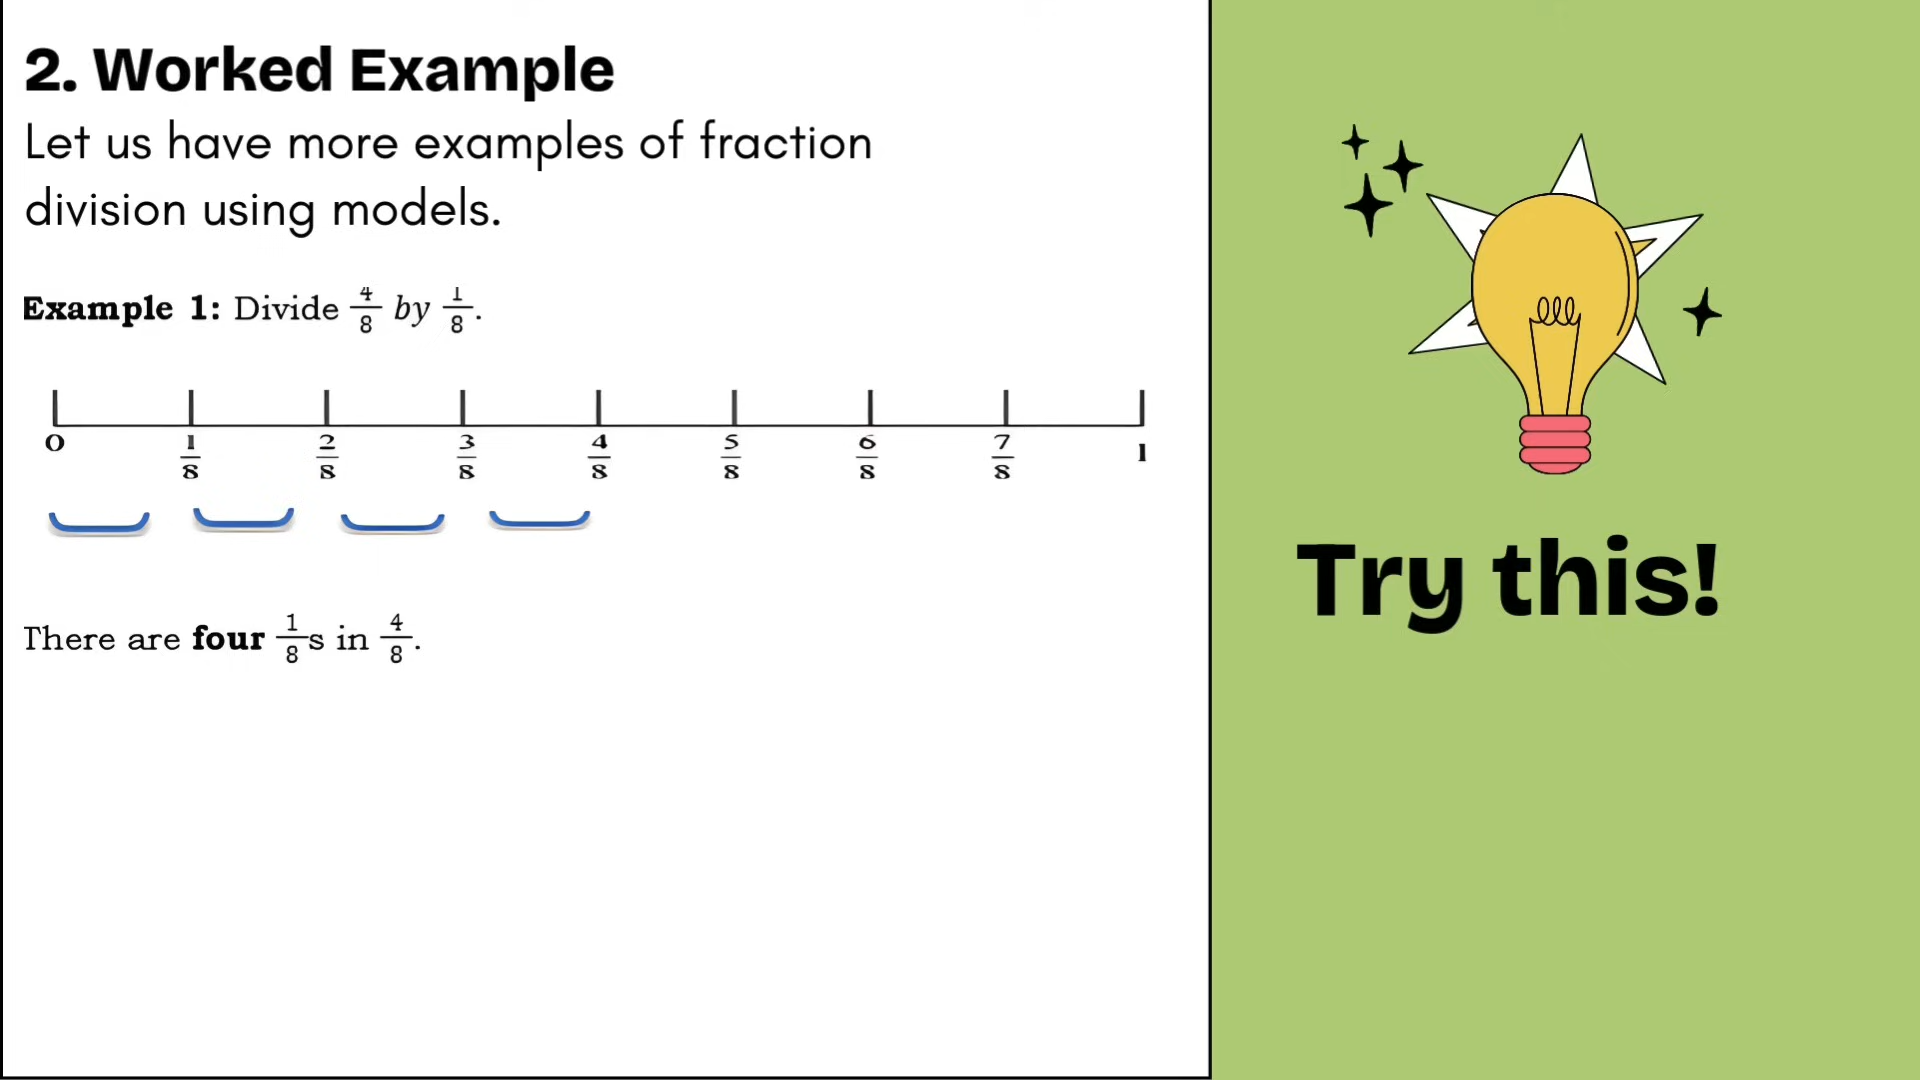 2. Worked Example
Let us have more examples of fraction
division using models.
Example 1: Divide 4/8 by 1/8.
0 1/8 2/8 3/8 4/8 5/8 6/8 7/8 1
There are four 1/8s in 4/8.
Try this!